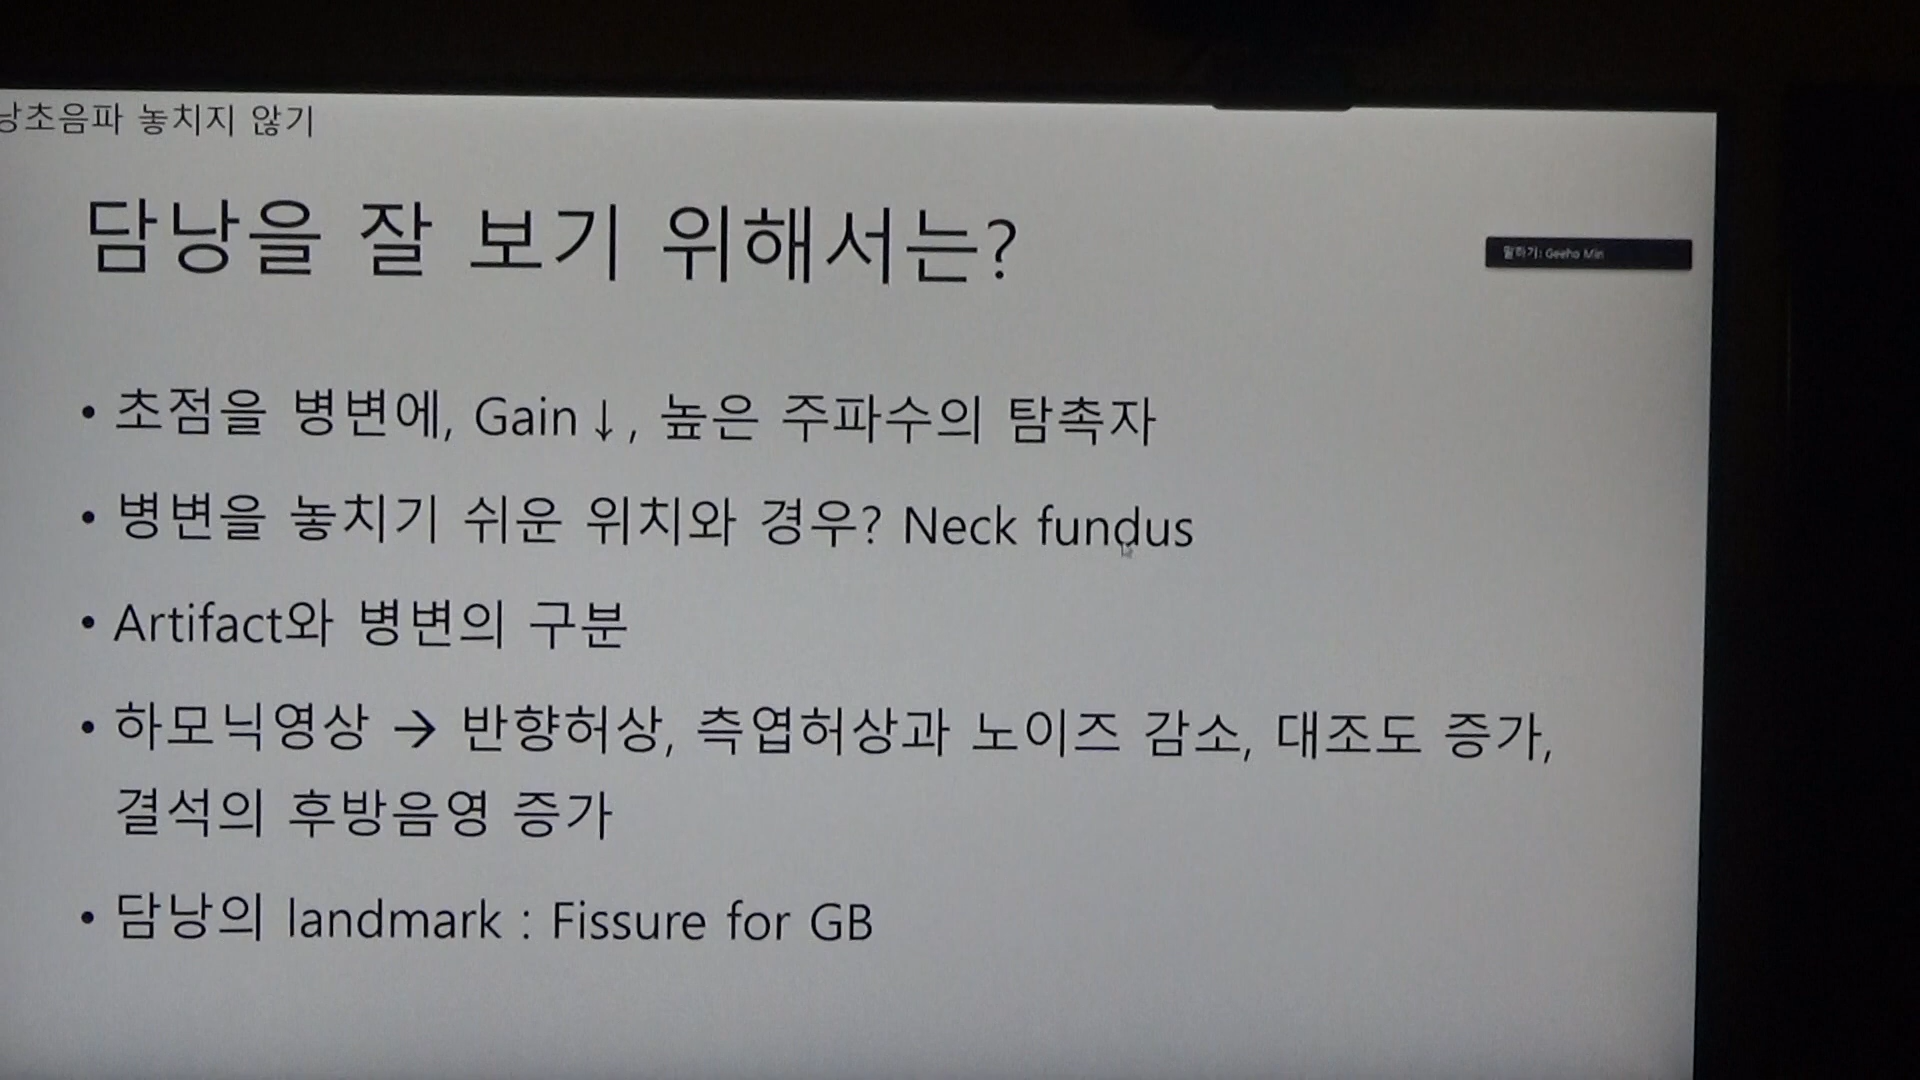 낭초음파 놓치지 않기
담낭을 잘 보기 위해서는?
말하기: Geeho Min
• 초점을 병변에, Gain↓, 높은 주파수의 탐촉자
• 병변을 놓치기 쉬운 위치와 경우? Neck fundus
• Artifact와 병변의 구분
• 하모닉영상 → 반향허상, 측엽허상과 노이즈 감소, 대조도 증가,
결석의 후방음영 증가
• 담낭의 landmark : Fissure for GB